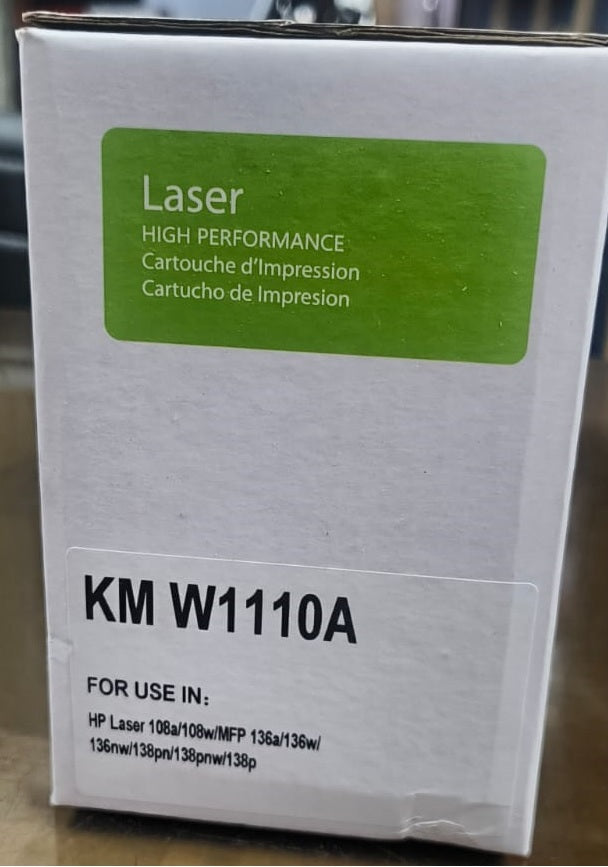 Laser
HIGH PERFORMANCE
Cartouche d'Impression
Cartucho de Impresion
KM W1110A
FOR USE IN:
HP Laser 108a/108w/MFP 136a/136w/
136nw/138pn/138pnw/138p